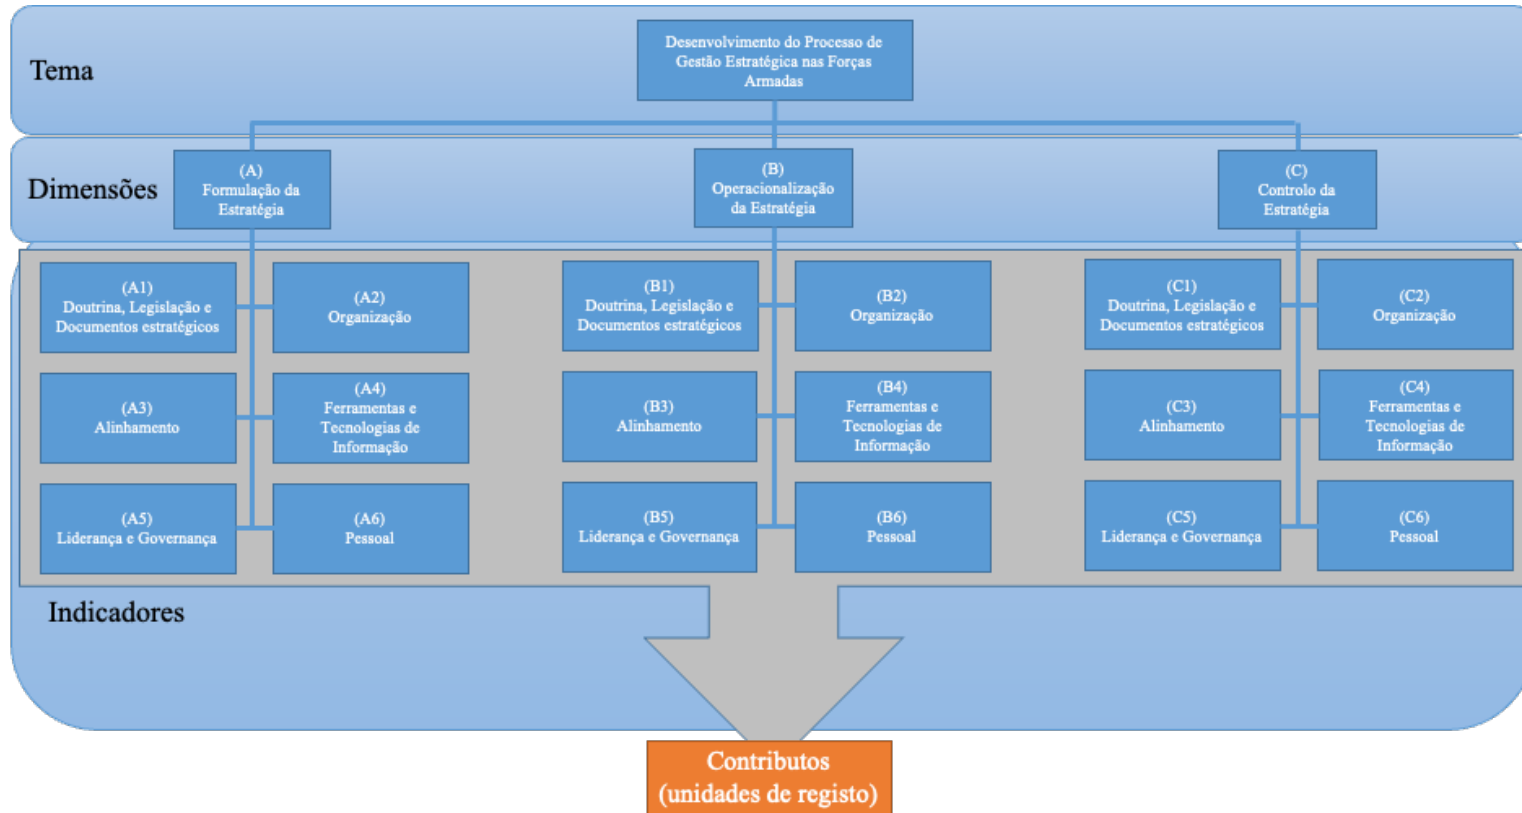 Tema
Desenvolvimento do Processo de
Gestão Estratégica nas Forças
Armadas
Dimensões
(A)
Formulação da
Estratégia
(B)
Operacionalização
da Estratégia
(C)
Controlo da
Estratégia
(A1)
Doutrina, Legislação e
Documentos estratégicos
(A2)
Organização
(B1)
Doutrina, Legislação e
Documentos estratégicos
(B2)
Organização
(C1)
Doutrina, Legislação e
Documentos estratégicos
(C2)
Organização
(A3)
Alinhamento
(A4)
Ferramentas e
Tecnologias de
Informação
(B3)
Alinhamento
(B4)
Ferramentas e
Tecnologias de
Informação
(C3)
Alinhamento
(C4)
Ferramentas e
Tecnologias de
Informação
(A5)
Liderança e Governança
(A6)
Pessoal
(B5)
Liderança e Governança
(B6)
Pessoal
(C5)
Liderança e Governança
(C6)
Pessoal
Indicadores
Contributos
(unidades de registo)